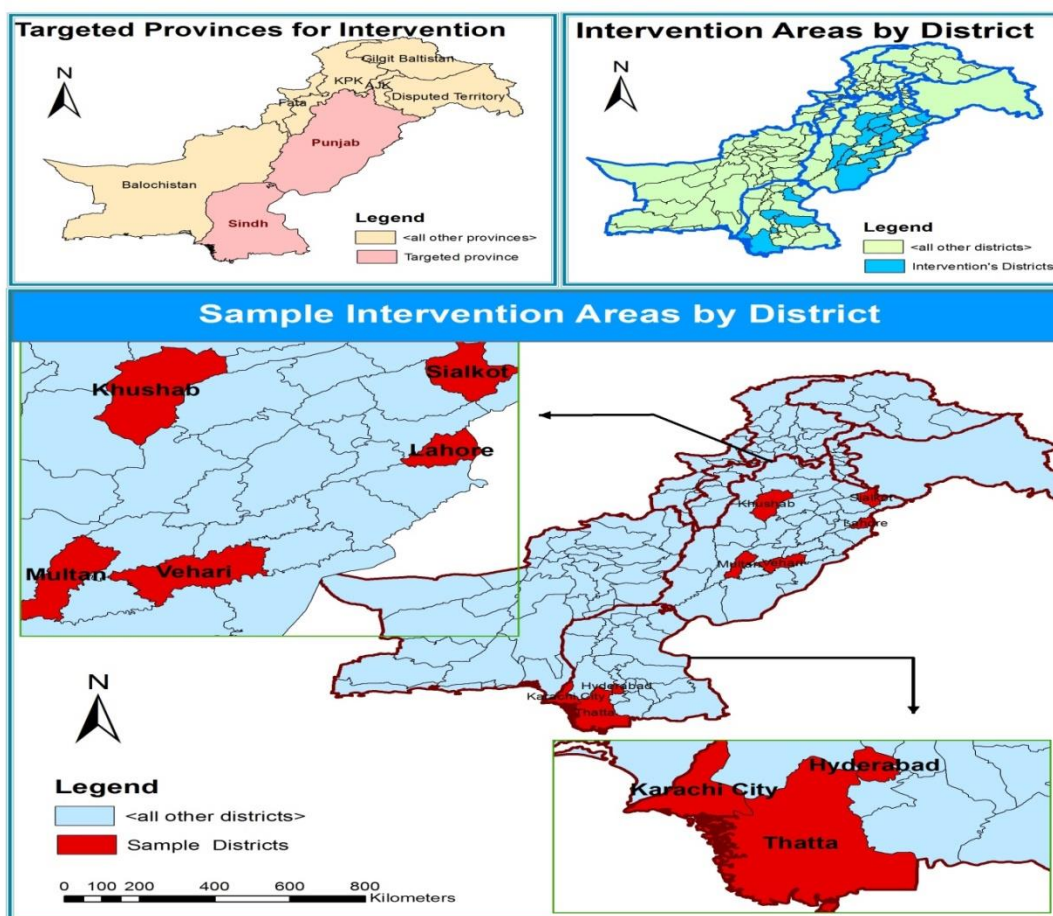 Targeted Provinces for Intervention
N
Gilgit Baltistan
KPK
AJK
Fata
Disputed Territory
Punjab
Balochistan
Sindh
Legend
<all other provinces>
Targeted province
Intervention Areas by District
N
Legend
<all other districts>
Intervention's Districts
Sample Intervention Areas by District
Khushab
Sialkot
Lahore
Multan
Vehari
Khushab
Sialkot
Lahore
Multan
Vehari
Hyderabad
Karachi City
Thatta
N
Legend
<all other districts>
Sample Districts
0 100 200 400 600 800
Kilometers
Karachi City
Hyderabad
Thatta